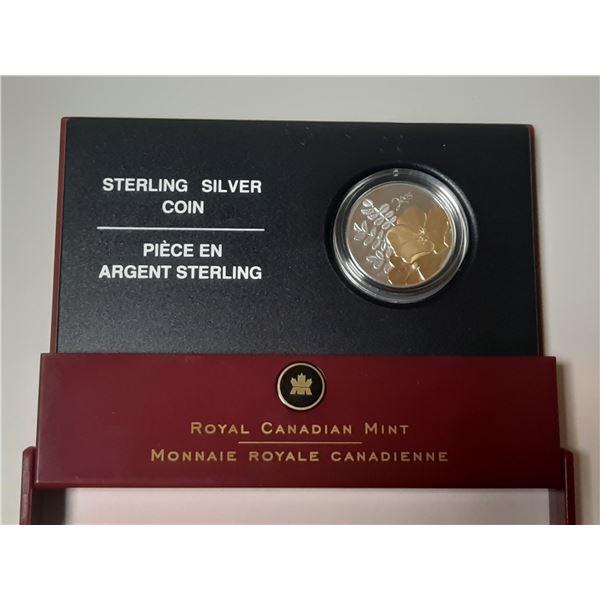 STERLING SILVER
COIN
PIÈCE EN
ARGENT STERLING
ROYAL CANADIAN MINT
MONNAIE ROYALE CANADIENNE